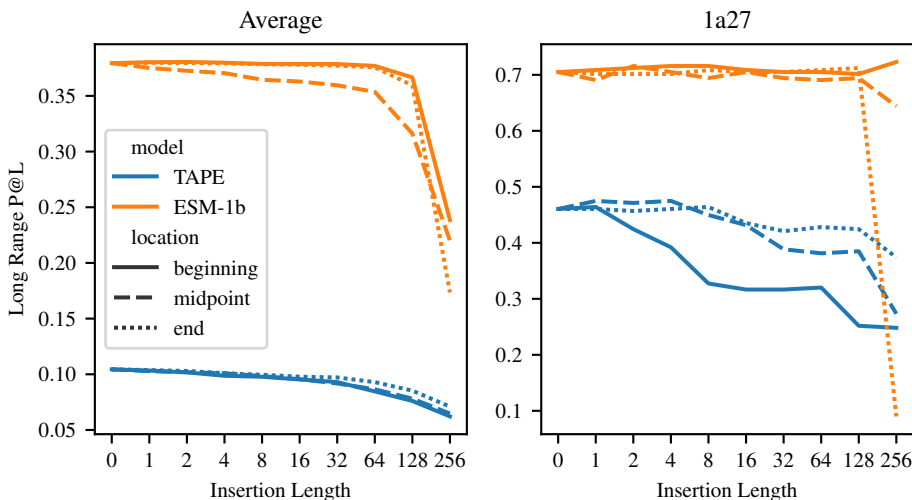 Average
1a27
Long Range P@L
0.35
0.30
0.25
0.20
0.15
0.10
0.05
model
TAPE
ESM-1b
location
beginning
midpoint
end
0 1 2 4 8 16 32 64 128 256
Insertion Length
0.7
0.6
0.5
0.4
0.3
0.2
0.1
0 1 2 4 8 16 32 64 128 256
Insertion Length